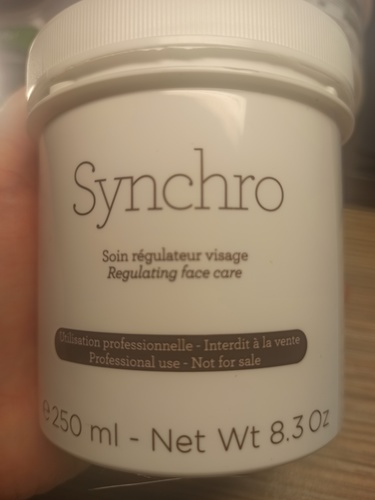 Synchro
Soin régulateur visage
Regulating face care
Utilisation professionnelle - Interdit à la vente
Professional use - Not for sale
e 250 ml - Net Wt 8.3 Oz